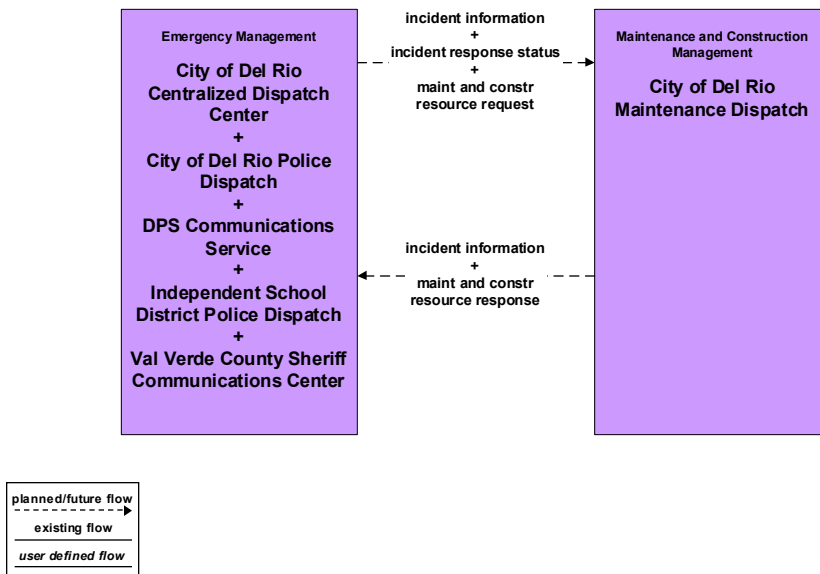 Emergency Management
City of Del Rio
Centralized Dispatch
Center
+
City of Del Rio Police
Dispatch
+
DPS Communications
Service
+
Independent School
District Police Dispatch
+
Val Verde County Sheriff
Communications Center
incident information
+
incident response status
+
maint and constr
resource request
incident information
+
maint and constr
resource response
Maintenance and Construction
Management
City of Del Rio
Maintenance Dispatch
planned/future flow
existing flow
user defined flow